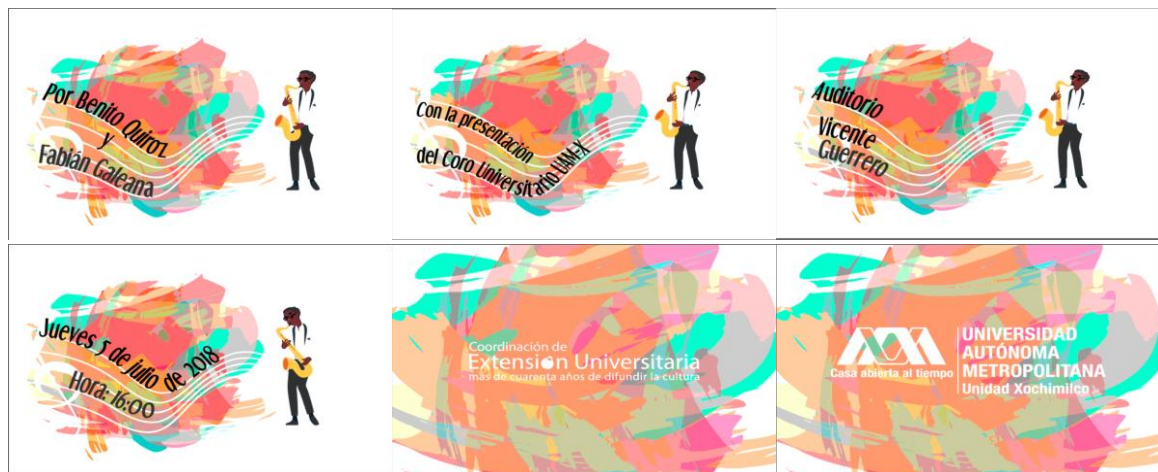 Por Benito Quiroz
y
Fabián Galeana
Con la presentación
del Coro Universitario UAM-X
Auditorio
Vicente
Guerrero
Jueves 5 de julio de 2018
Hora: 16:00
Coordinación de
Extensión Universitaria
más de cuarenta años de difundir la cultura
Casa abierta al tiempo
UNIVERSIDAD
AUTÓNOMA
METROPOLITANA
Unidad Xochimilco